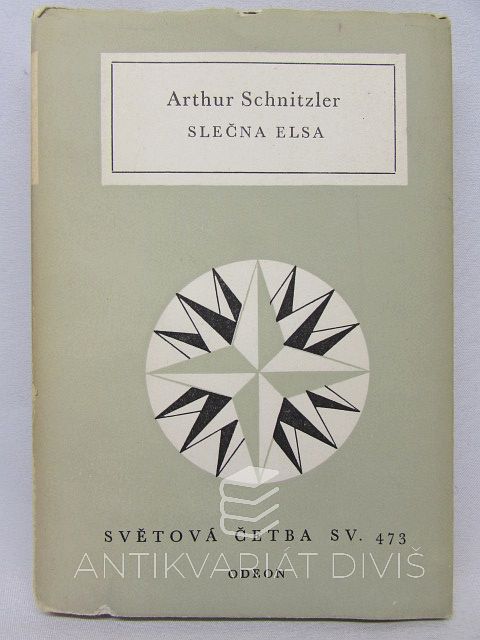 Arthur Schnitzler
SLEČNA ELSA
SVĚTOVÁ ČETBA SV. 473
ANTIKVARIÁT DIVIŠ
ODEON